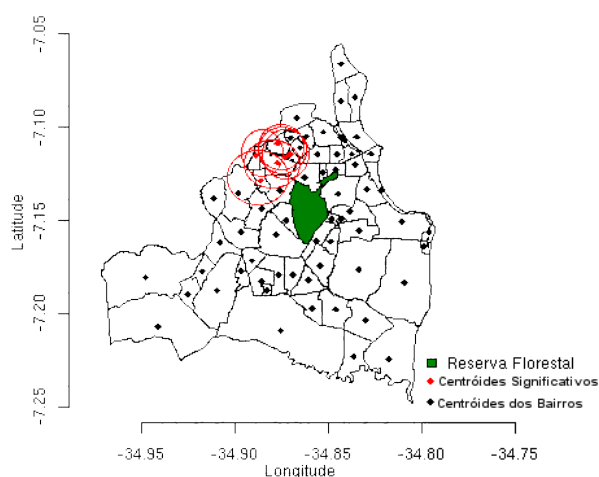 -7.05
-7.10
-7.15
-7.20
-7.25
Latitude
Reserva Florestal
Centróides Significativos
Centróides dos Bairros
-34.95
-34.90
-34.85
-34.80
-34.75
Longitude